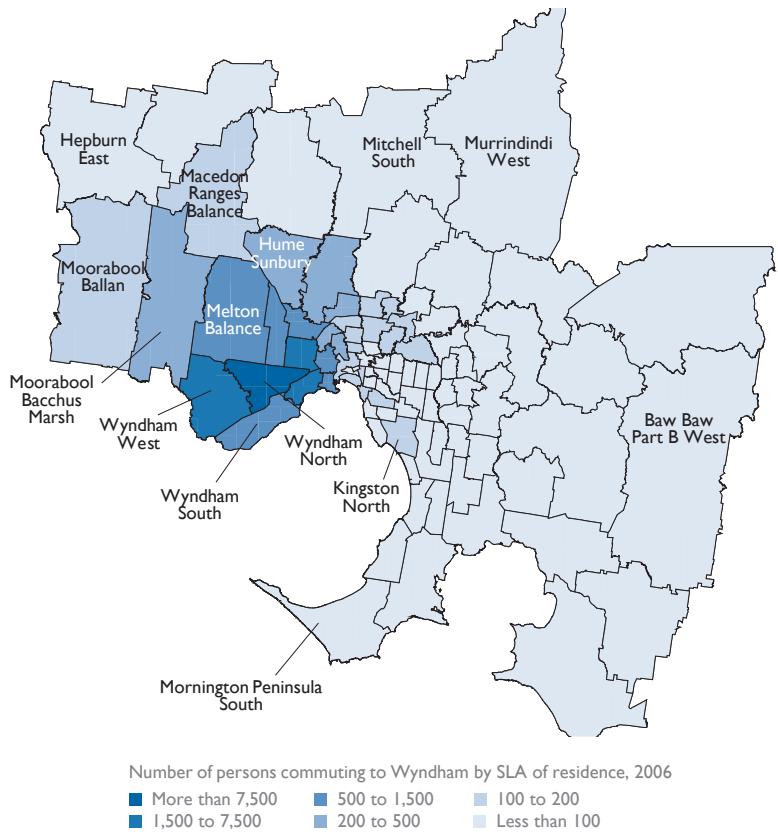 Hepburn
East
Macedon
Ranges
Balance
Mitchell
South
Murrindindi
West
Hume
Sunbury
Moorabool
Ballan
Melton
Balance
Moorabool
Bacchus
Marsh
Wyndham
West
Wyndham
North
Wyndham
South
Kingston
North
Baw Baw
Part B West
Mornington Peninsula
South
Number of persons commuting to Wyndham by SLA of residence, 2006
More than 7,500
500 to 1,500
100 to 200
1,500 to 7,500
200 to 500
Less than 100